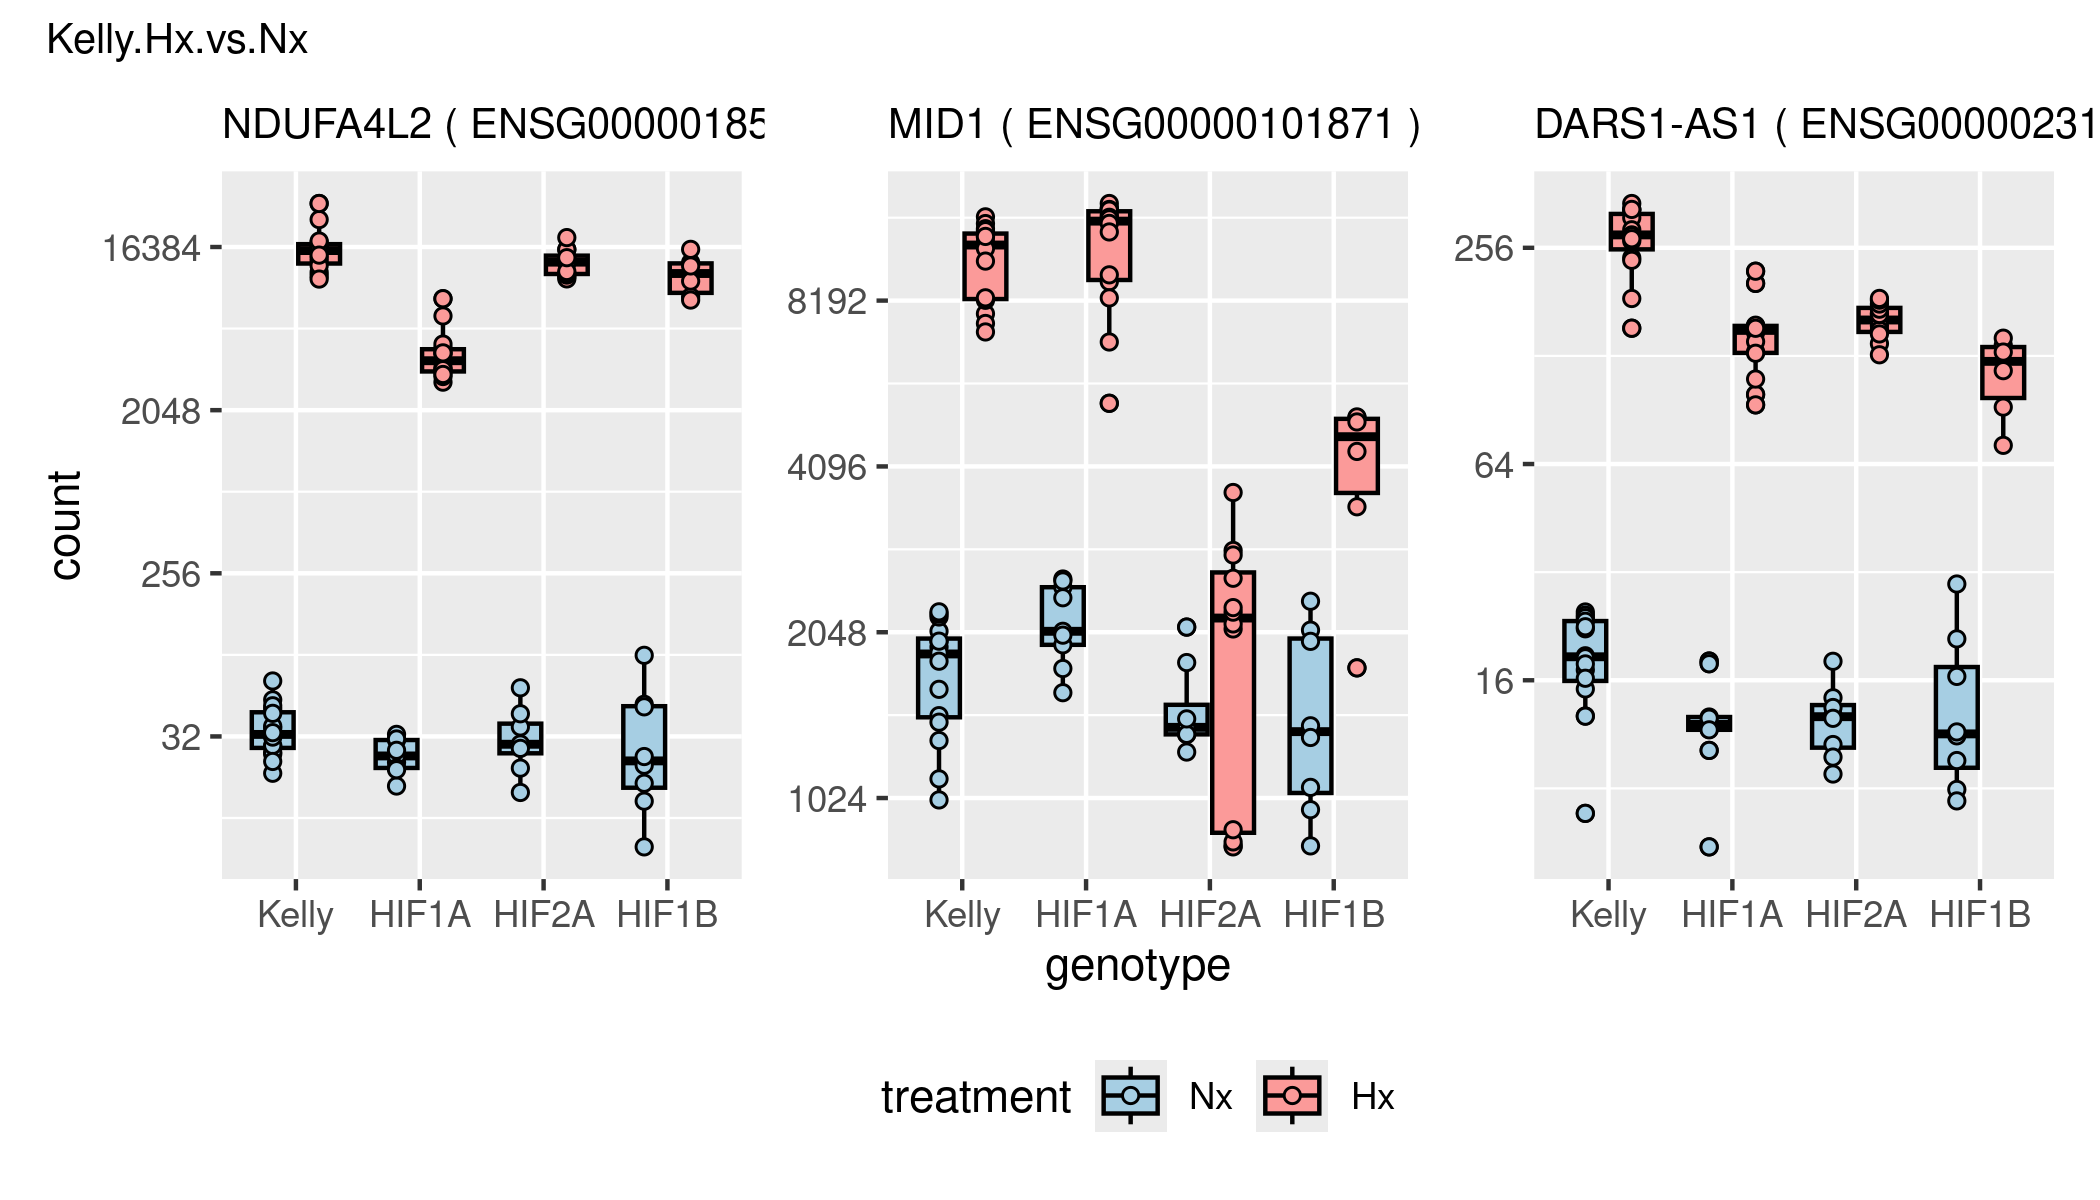 Kelly.Hx.vs.Nx
NDUFA4L2 ( ENSG00000185
MID1 ( ENSG00000101871 )
DARS1-AS1 ( ENSG00000231
count
16384
2048
256
32
8192
4096
2048
1024
256
64
16
Kelly HIF1A HIF2A HIF1B
Kelly HIF1A HIF2A HIF1B
Kelly HIF1A HIF2A HIF1B
genotype
treatment Nx Hx